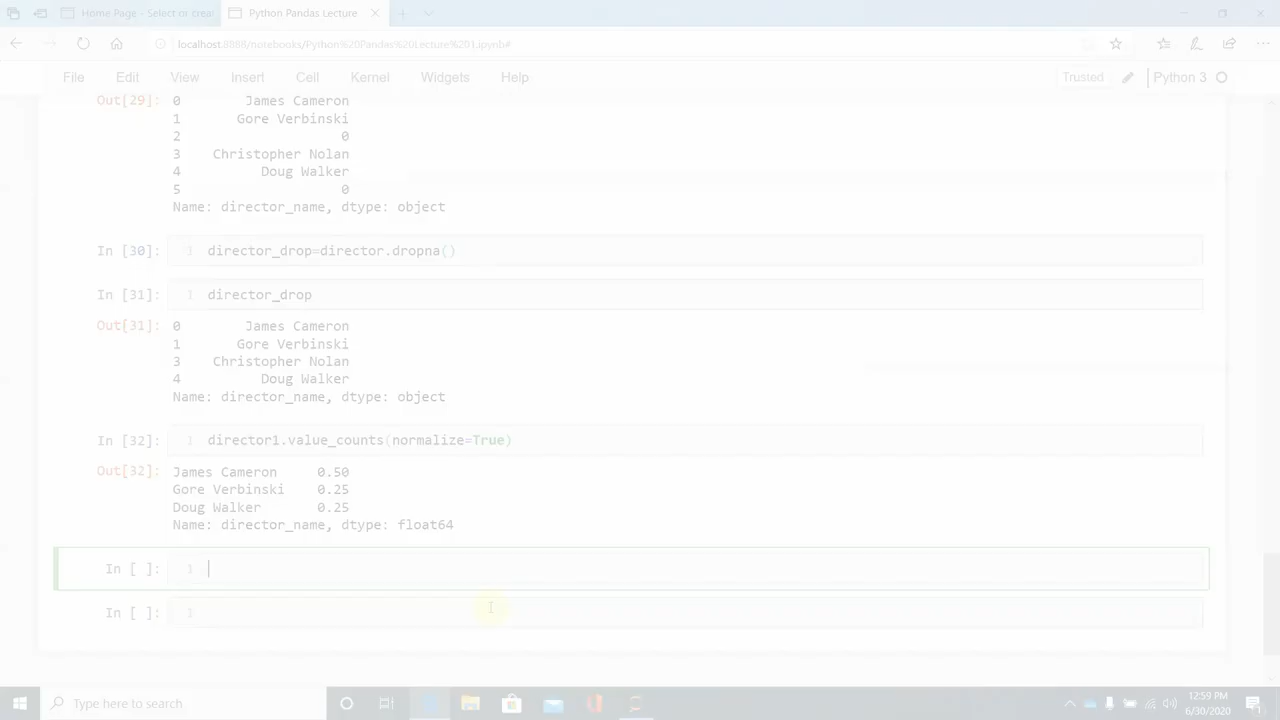 Home Page - Select or creat
Python Pandas Lecture
localhost:8888/notebooks/Python%20Pandas%20Lecture%201.ipynb#
File Edit View Insert Cell Kernel Widgets Help Trusted Python 3
Out[29]: 0 James Cameron
1 Gore Verbinski
2 0
3 Christopher Nolan
4 Doug Walker
5 0
Name: director_name, dtype: object
In [30]: 1 director_drop=director.dropna()
In [31]: 1 director_drop
Out[31]: 0 James Cameron
1 Gore Verbinski
3 Christopher Nolan
4 Doug Walker
Name: director_name, dtype: object
In [32]: 1 director1.value_counts(normalize=True)
Out[32]: James Cameron 0.50
Gore Verbinski 0.25
Doug Walker 0.25
Name: director_name, dtype: float64
In [ ]: 1
In [ ]: 1
Type here to search
12:59 PM
6/30/2020